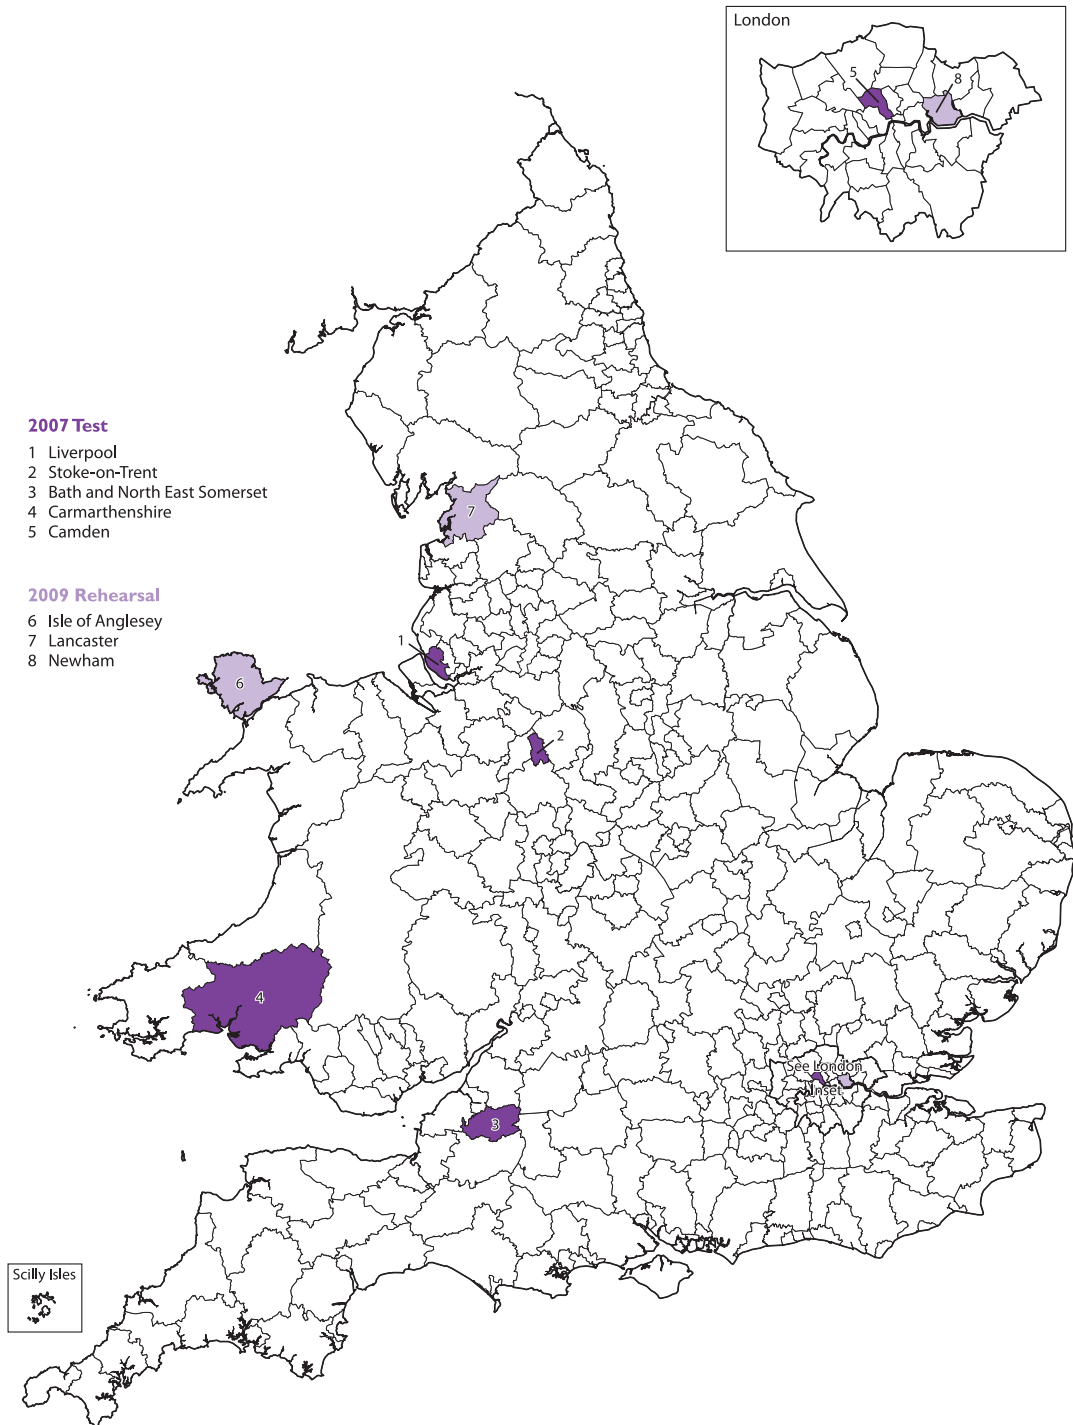 London
5
8
2007 Test
1 Liverpool
2 Stoke-on-Trent
3 Bath and North East Somerset
4 Carmarthenshire
5 Camden
2009 Rehearsal
6 Isle of Anglesey
7 Lancaster
8 Newham
7
1
6
2
4
See London
Inset
3
Scilly Isles